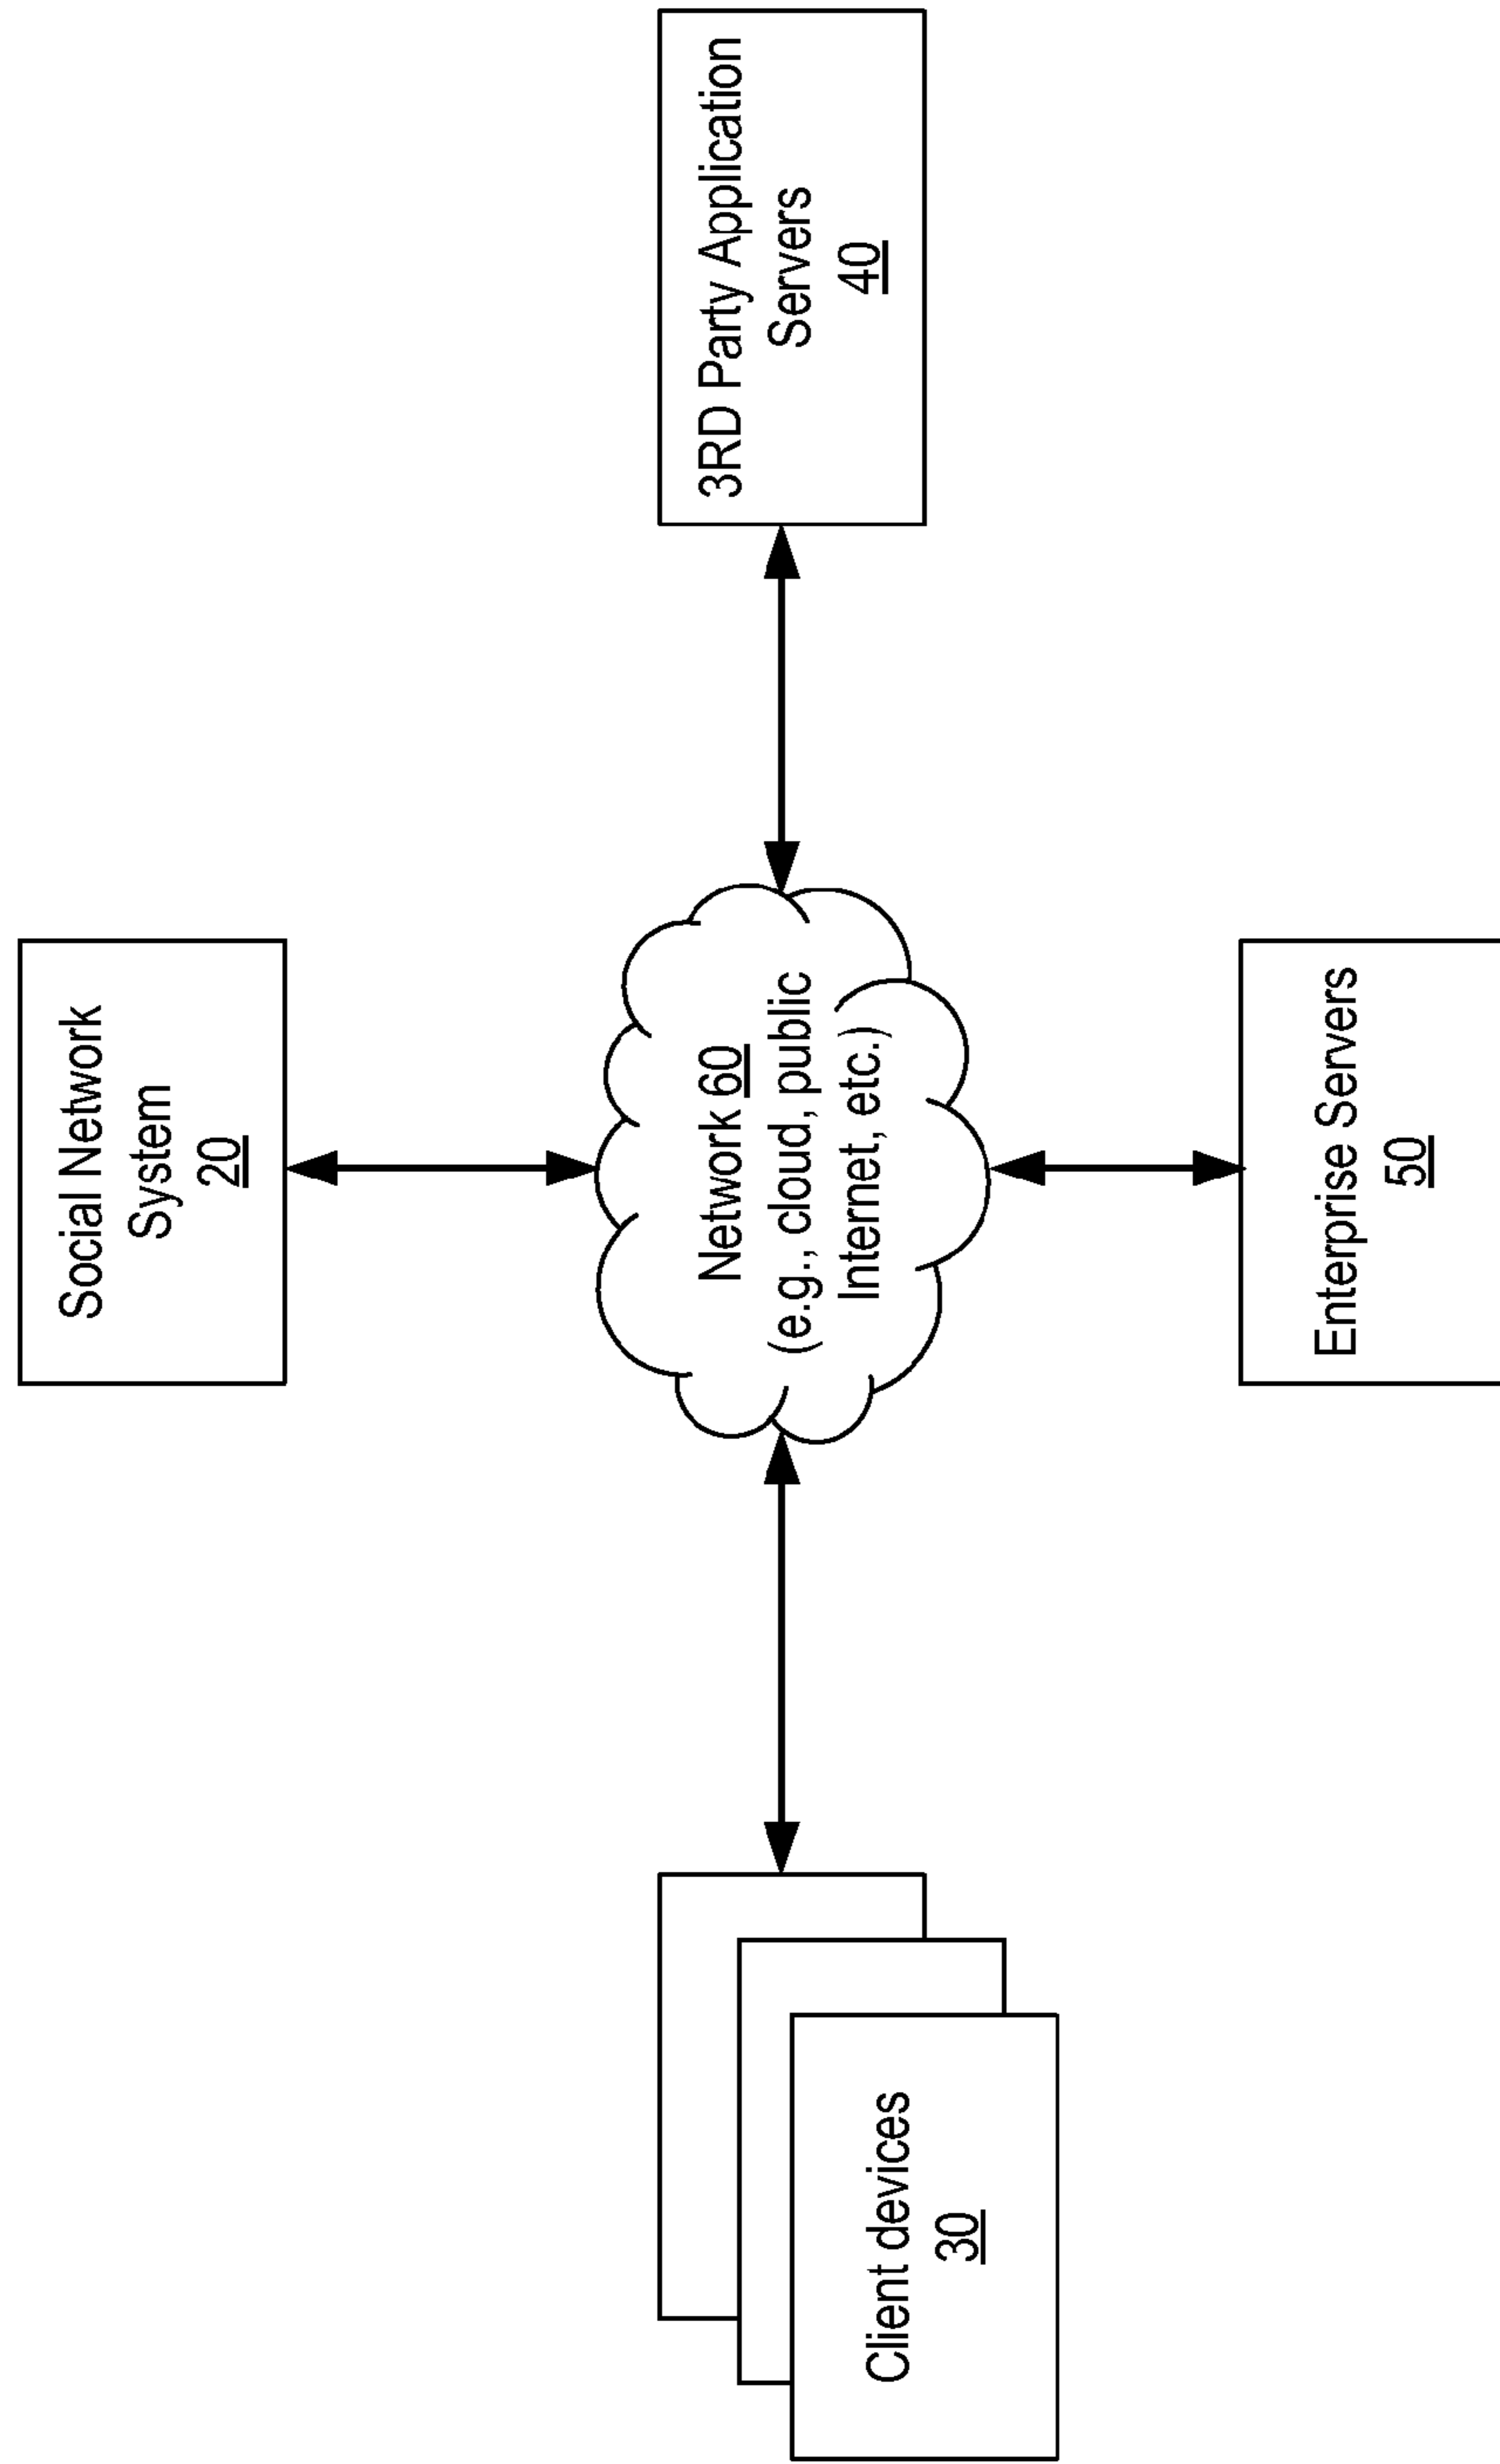 Social Network
System
20
Client devices
30
Network 60
(e.g., cloud, public
Internet, etc.)
3RD Party Application
Servers
40
Enterprise Servers
50